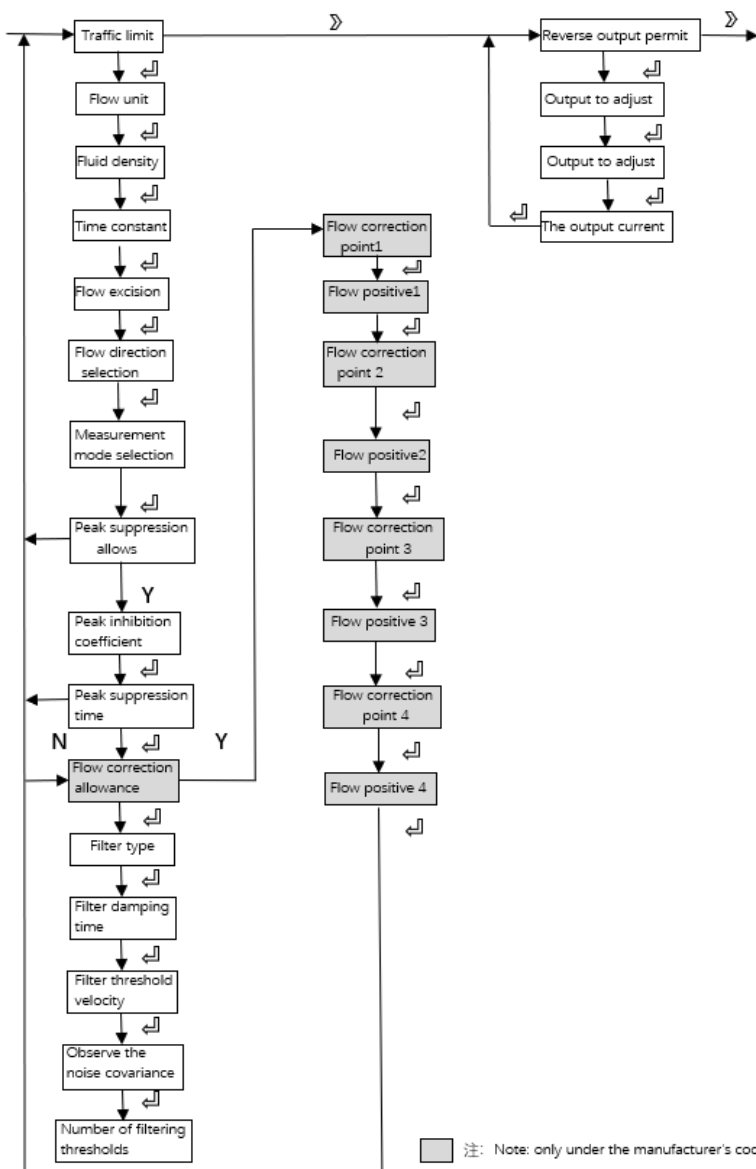 Traffic limit
Flow unit
Fluid density
Time constant
Flow excision
Flow direction
selection
Measurement
mode selection
Peak suppression
allows
Y
Peak inhibition
coefficient
Peak suppression
time
N
Y
Flow correction
allowance
Filter type
Filter damping
time
Filter threshold
velocity
Observe the
noise covariance
Number of filtering
thresholds
Flow correction
point1
Flow positive1
Flow correction
point 2
Flow positive2
Flow correction
point 3
Flow positive 3
Flow correction
point 4
Flow positive 4
Reverse output permit
Output to adjust
Output to adjust
The output current
注: Note: only under the manufacturer's